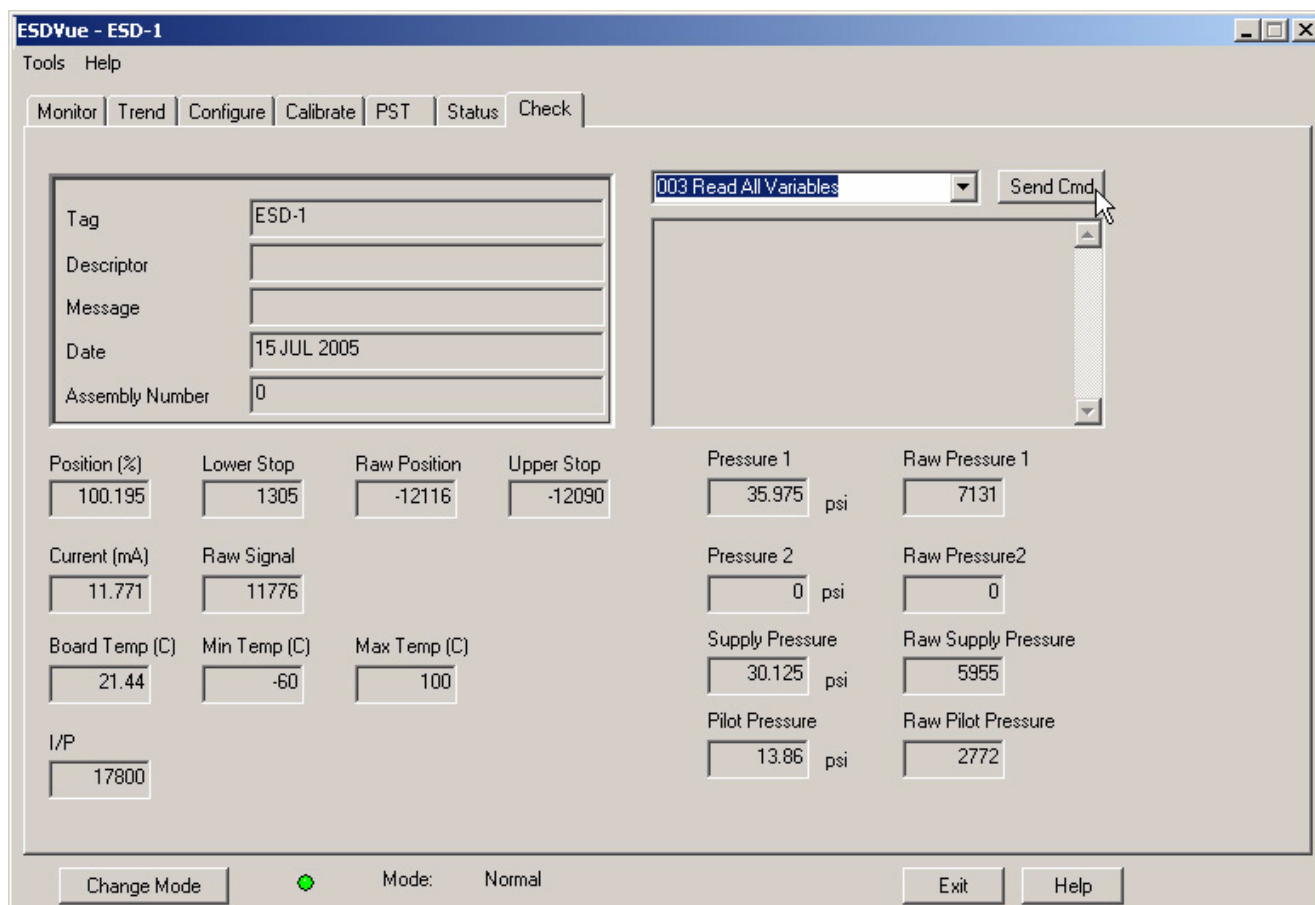 ESDVue - ESD-1
Tools Help
Monitor Trend Configure Calibrate PST Status Check
003 Read All Variables Send Cmd
Tag ESD-1
Descriptor
Message
Date 15 JUL 2005
Assembly Number 0
Position (%) Lower Stop Raw Position Upper Stop Pressure 1 Raw Pressure 1
100.195 1305 -12116 -12090 35.975 psi 7131
Current (mA) Raw Signal Pressure 2 Raw Pressure2
11.771 11776 0 psi 0
Board Temp (C) Min Temp (C) Max Temp (C) Supply Pressure Raw Supply Pressure
21.44 -60 100 30.125 psi 5955
I/P Pilot Pressure Raw Pilot Pressure
17800 13.86 psi 2772
Change Mode Mode: Normal Exit Help